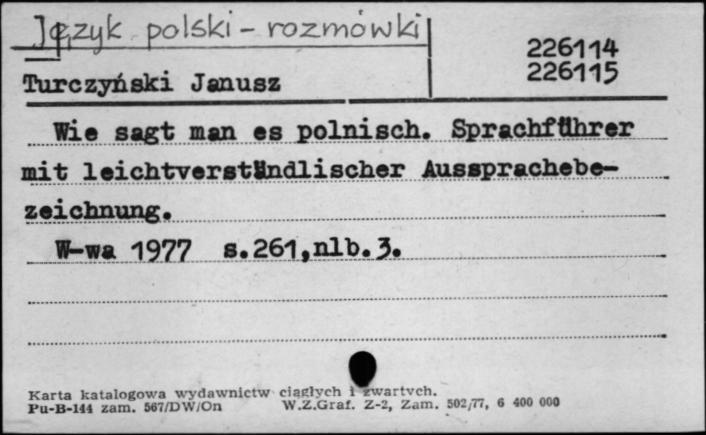 Język polski - rozmówki
226114
226115
Turczyński Janusz
Wie sagt man es polnisch. Sprachführer
mit leichtverständlischer Aussprachebe-
zeichnung.
W-wa 1977 s.261,nlb.3.
Karta katalogowa wydawnictw ciągłych i zwartych.
Pu-B-144 zam. 567/DW/On W.Z.Graf. Z-2, Zam. 502/77, 6 400 000